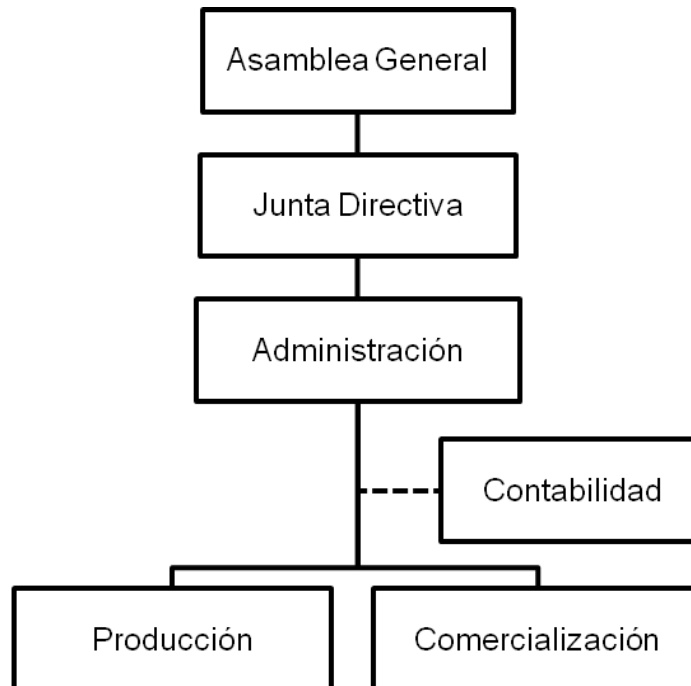 Asamblea General
Junta Directiva
Administración
Contabilidad
Producción
Comercialización